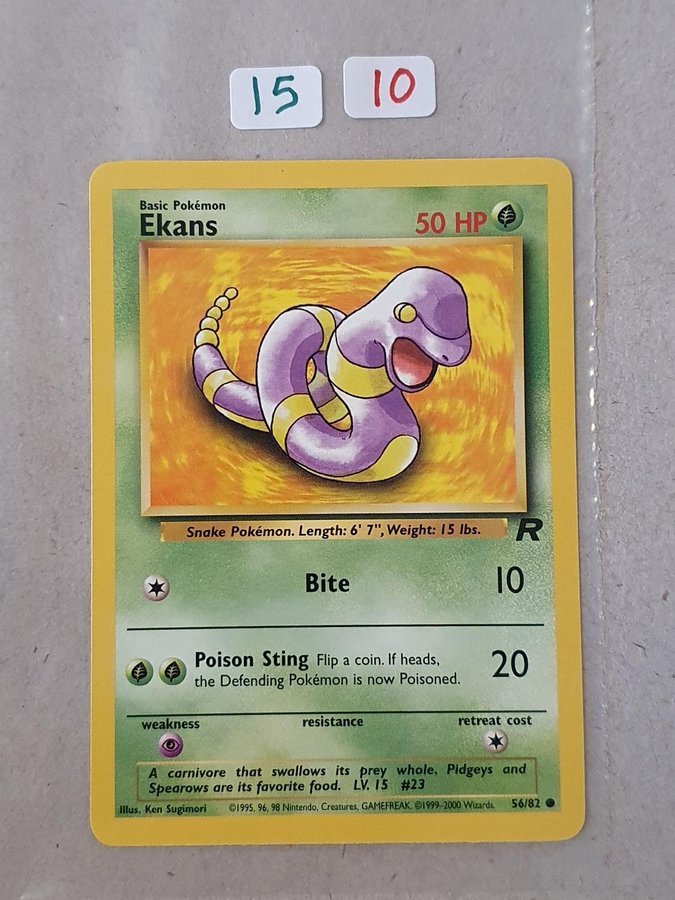 15 10
Basic Pokémon
Ekans 50 HP
Snake Pokémon. Length: 6' 7", Weight: 15 lbs.
R
Bite 10
Poison Sting Flip a coin. If heads, the Defending Pokémon is now Poisoned. 20
weakness resistance retreat cost
A carnivore that swallows its prey whole. Pidgeys and
Spearows are its favorite food. LV. 15 #23
Illus. Ken Sugimori ©1995, 96, 98 Nintendo, Creatures, GAMEFREAK. ©1999-2000 Wizards. 56/82